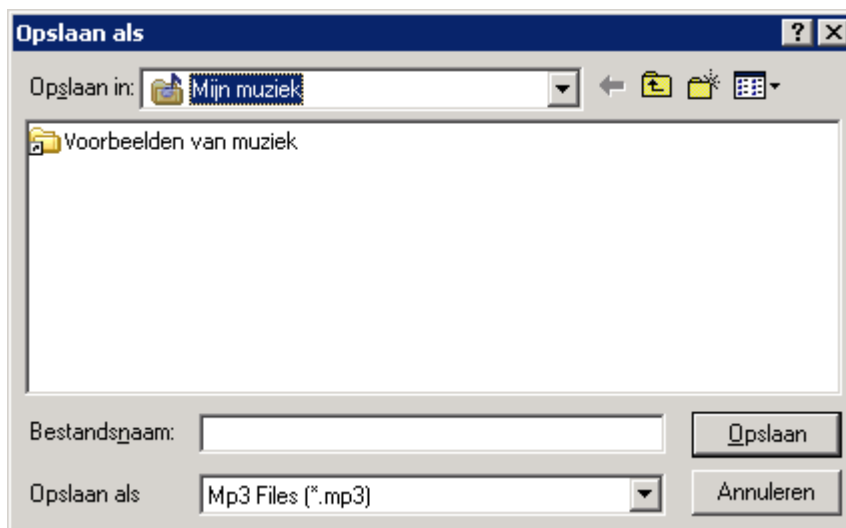 Opslaan als
Opslaan in: Mijn muziek
Voorbeelden van muziek
Bestandsnaam: Opslaan
Opslaan als Mp3 Files (*.mp3) Annuleren